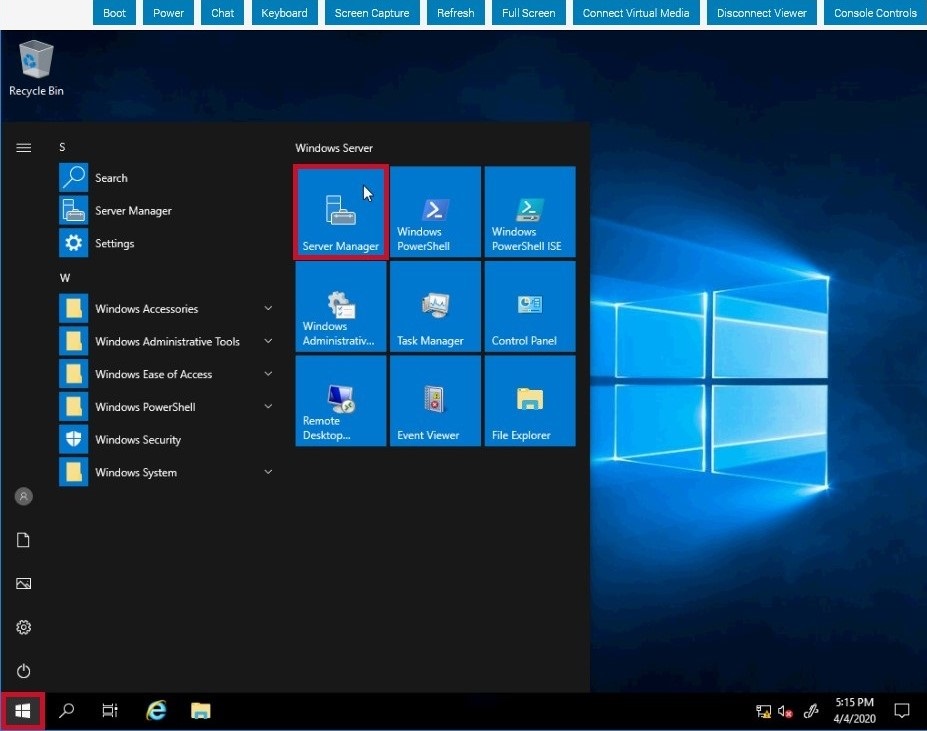 Boot
Power
Chat
Keyboard
Screen Capture
Refresh
Full Screen
Connect Virtual Media
Disconnect Viewer
Console Controls
Recycle Bin
S
Search
Server Manager
Settings
W
Windows Accessories
Windows Administrative Tools
Windows Ease of Access
Windows PowerShell
Windows Security
Windows System
Windows Server
Server Manager
Windows
PowerShell
Windows
PowerShell ISE
Windows
Administrativ...
Task Manager
Control Panel
Remote
Desktop...
Event Viewer
File Explorer
5:15 PM
4/4/2020